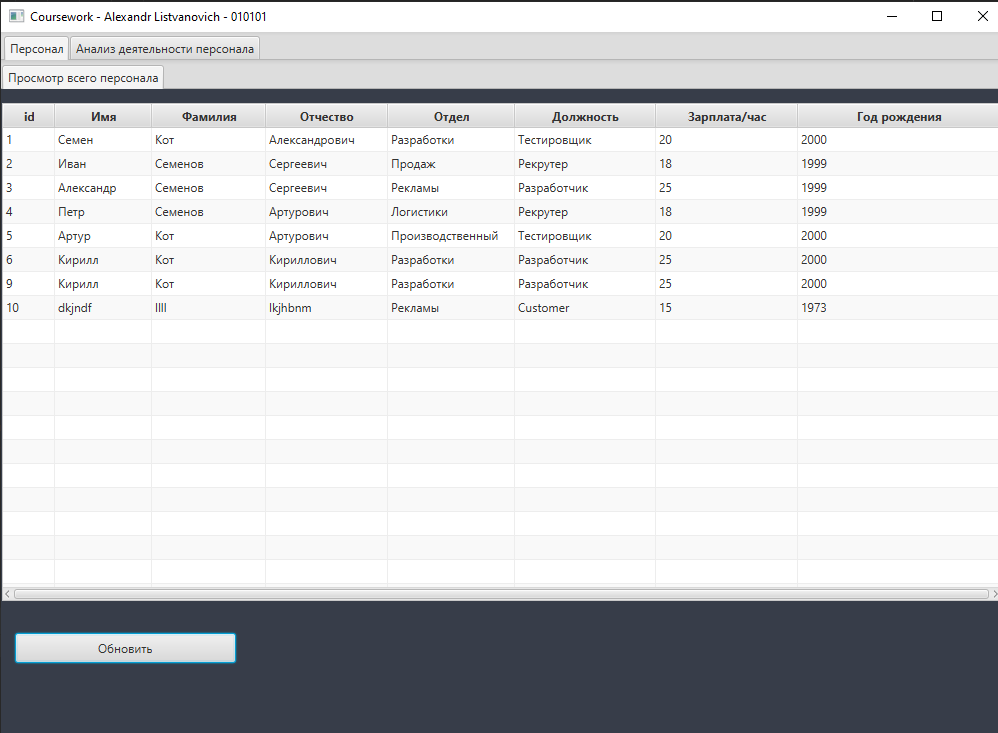 Coursework - Alexandr Listvanovich - 010101
Персонал Анализ деятельности персонала
Просмотр всего персонала
id Имя Фамилия Отчество Отдел Должность Зарплата/час Год рождения
1 Семен Кот Александрович Разработки Тестировщик 20 2000
2 Иван Семенов Сергеевич Продаж Рекрутер 18 1999
3 Александр Семенов Сергеевич Рекламы Разработчик 25 1999
4 Петр Семенов Артурович Логистики Рекрутер 18 1999
5 Артур Кот Артурович Производственный Тестировщик 20 2000
6 Кирилл Кот Кириллович Разработки Разработчик 25 2000
9 Кирилл Кот Кириллович Разработки Разработчик 25 2000
10 dkjndf llll lkjhbnm Рекламы Customer 15 1973
Обновить